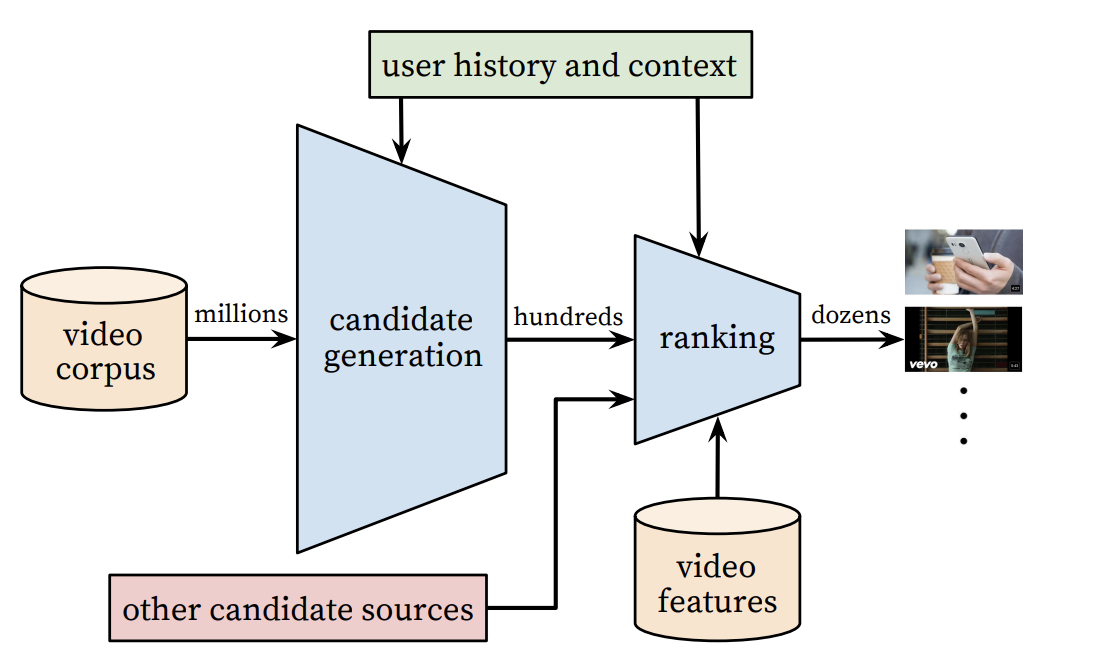 user history and context
video
corpus
millions
candidate
generation
hundreds
ranking
dozens
vevo
other candidate sources
video
features